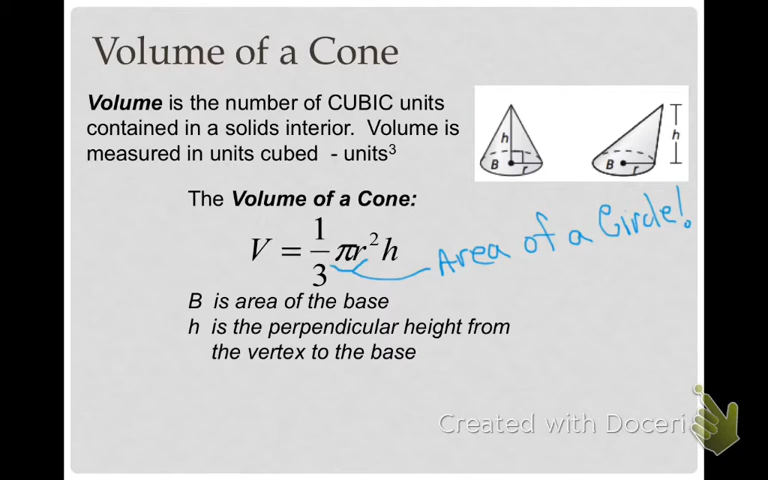 Volume of a Cone
Volume is the number of CUBIC units
contained in a solids interior. Volume is
measured in units cubed - units³
h
B
r
B
r
h
The Volume of a Cone:
V = 1/3 πr²h
Area of a Circle!
B is area of the base
h is the perpendicular height from
the vertex to the base
Created with Doceri